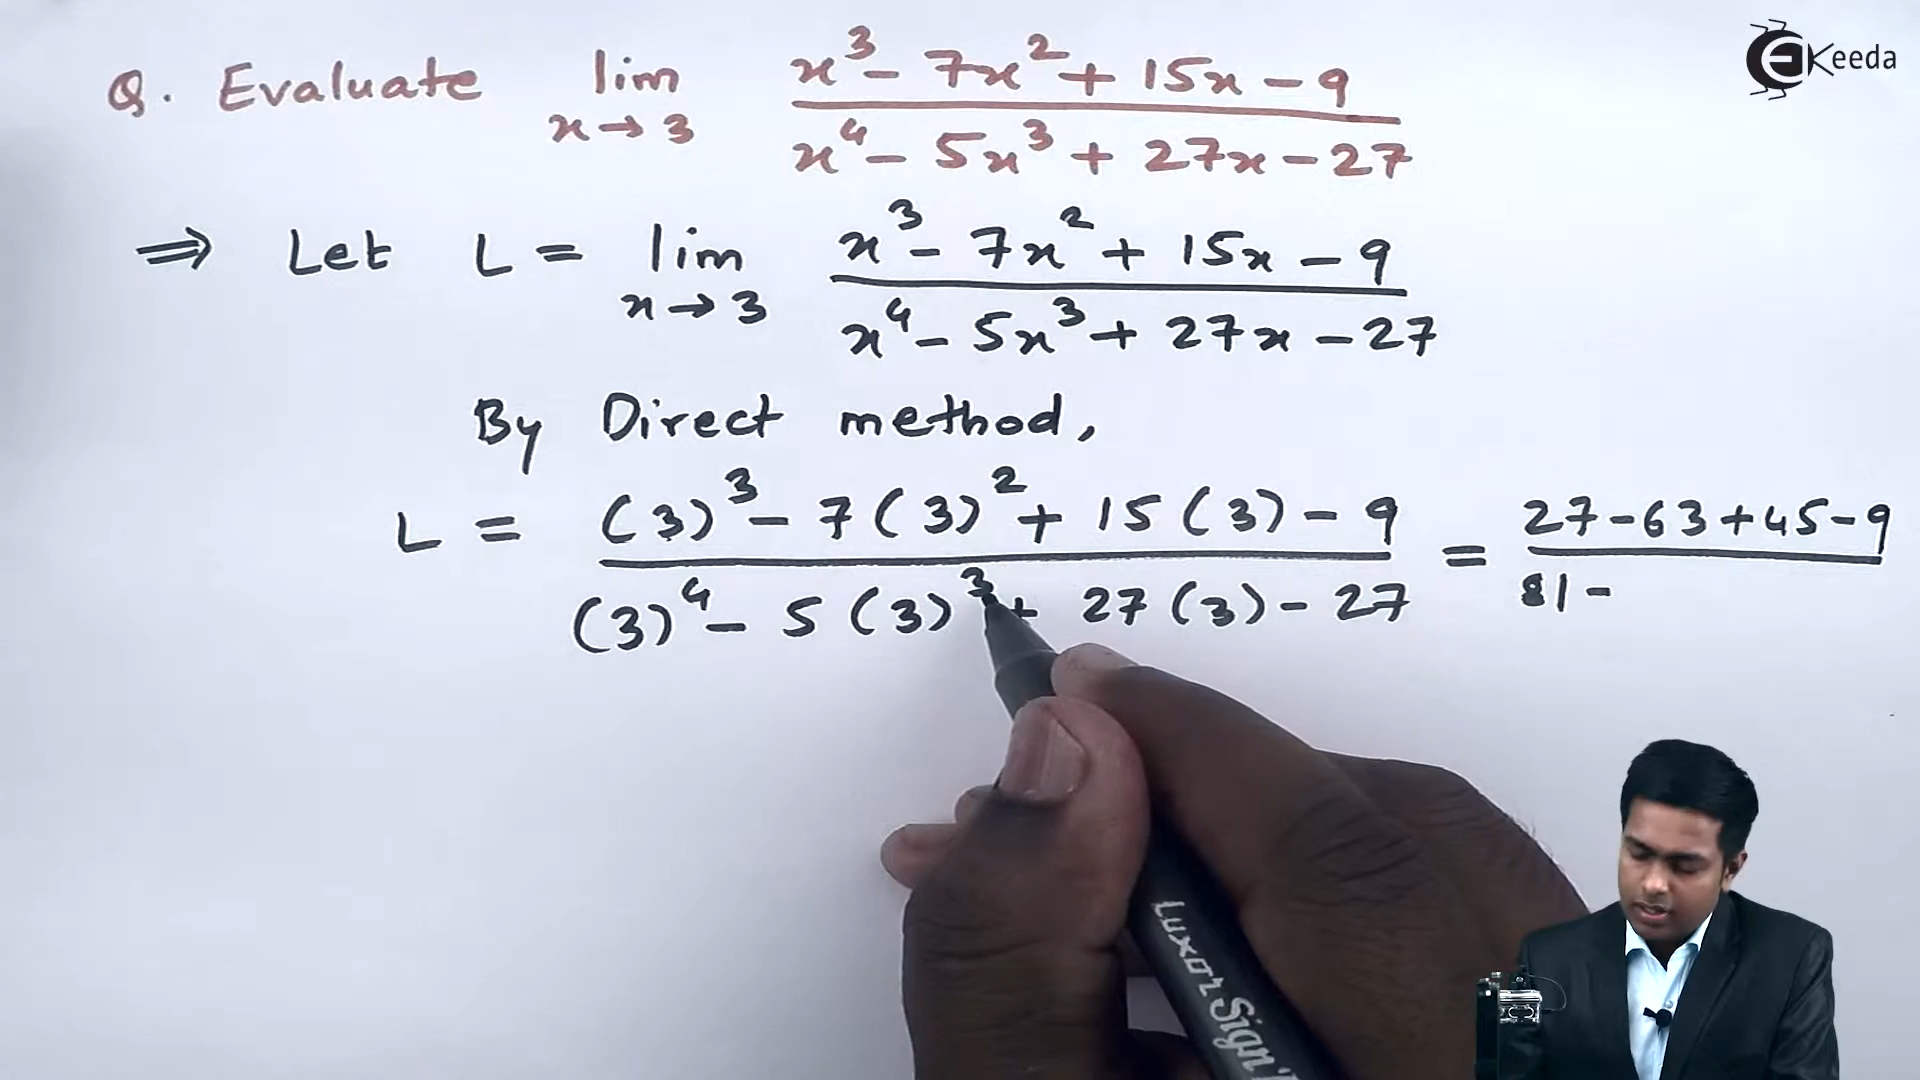 Q. Evaluate lim x→3 (x³ - 7x² + 15x - 9)/(x⁴ - 5x³ + 27x - 27)
⇒ Let L = lim x→3 (x³ - 7x² + 15x - 9)/(x⁴ - 5x³ + 27x - 27)
By Direct method,
L = ((3)³ - 7(3)² + 15(3) - 9)/((3)⁴ - 5(3)³ + 27(3) - 27) = (27-63+45-9)/(81-
Keeda
Luxor Sign